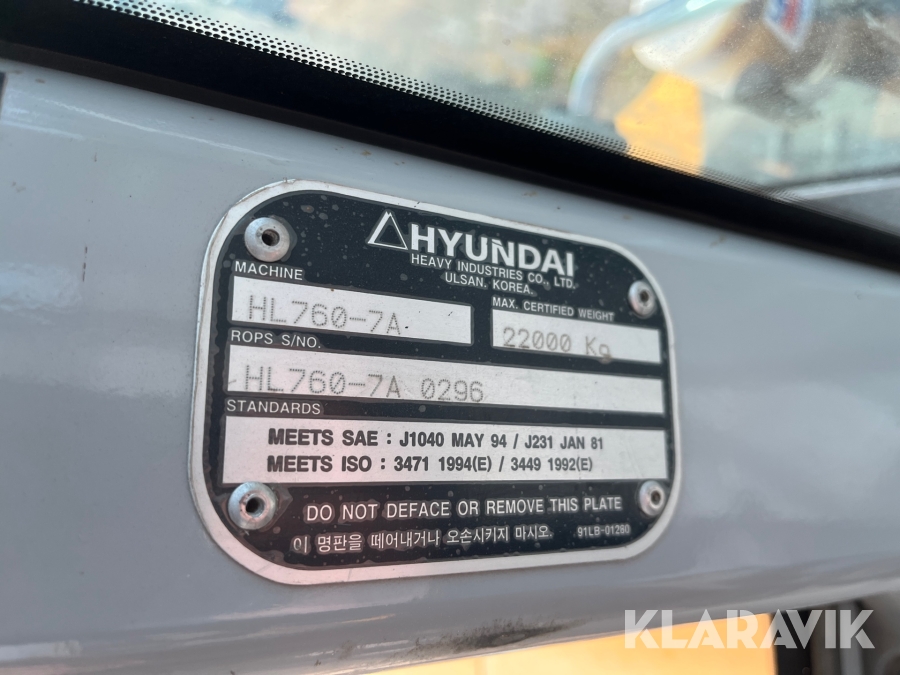 HYUNDAI
HEAVY INDUSTRIES CO., LTD.
ULSAN. KOREA.
MACHINE
HL760-7A
MAX. CERTIFIED WEIGHT
22000 Kg
ROPS S/NO.
HL760-7A 0296
STANDARDS
MEETS SAE : J1040 MAY 94 / J231 JAN 81
MEETS ISO : 3471 1994(E) / 3449 1992(E)
DO NOT DEFACE OR REMOVE THIS PLATE
이 명판을 떼어내거나 오손시키지 마시오. 91LB-01280
KLARAVIK